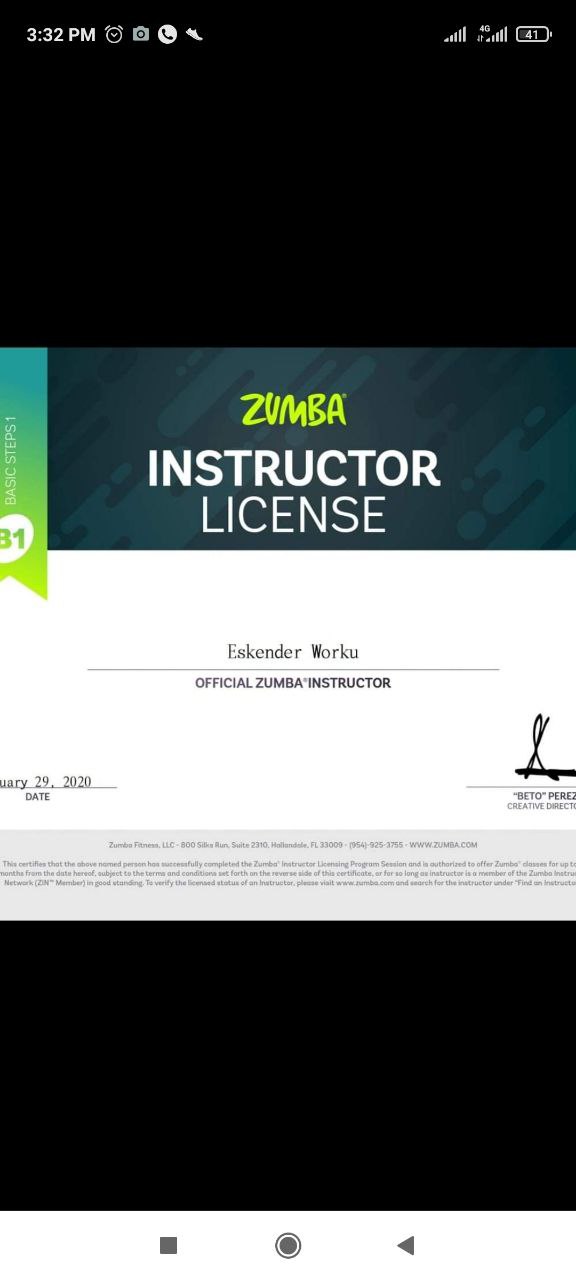 3:32 PM
4G
41
BASIC STEPS 1
B1
ZUMBA®
INSTRUCTOR
LICENSE
Eskender Worku
OFFICIAL ZUMBA® INSTRUCTOR
uary 29, 2020
DATE
"BETO" PEREZ
CREATIVE DIRECTO
Zumba Fitness, LLC - 800 Silks Run, Suite 2310, Hallandale, FL 33009 - (954)-925-3755 - WWW.ZUMBA.COM
This certifies that the above named person has successfully completed the Zumba® Instructor Licensing Program Session and is authorized to offer Zumba® classes for up to
months from the date hereof, subject to the terms and conditions set forth on the reverse side of this certificate, or for so long as instructor is a member of the Zumba Instru
Network (ZIN™ Member) in good standing. To verify the licensed status of an Instructor, please visit www.zumba.com and search for the instructor under "Find an Instructo